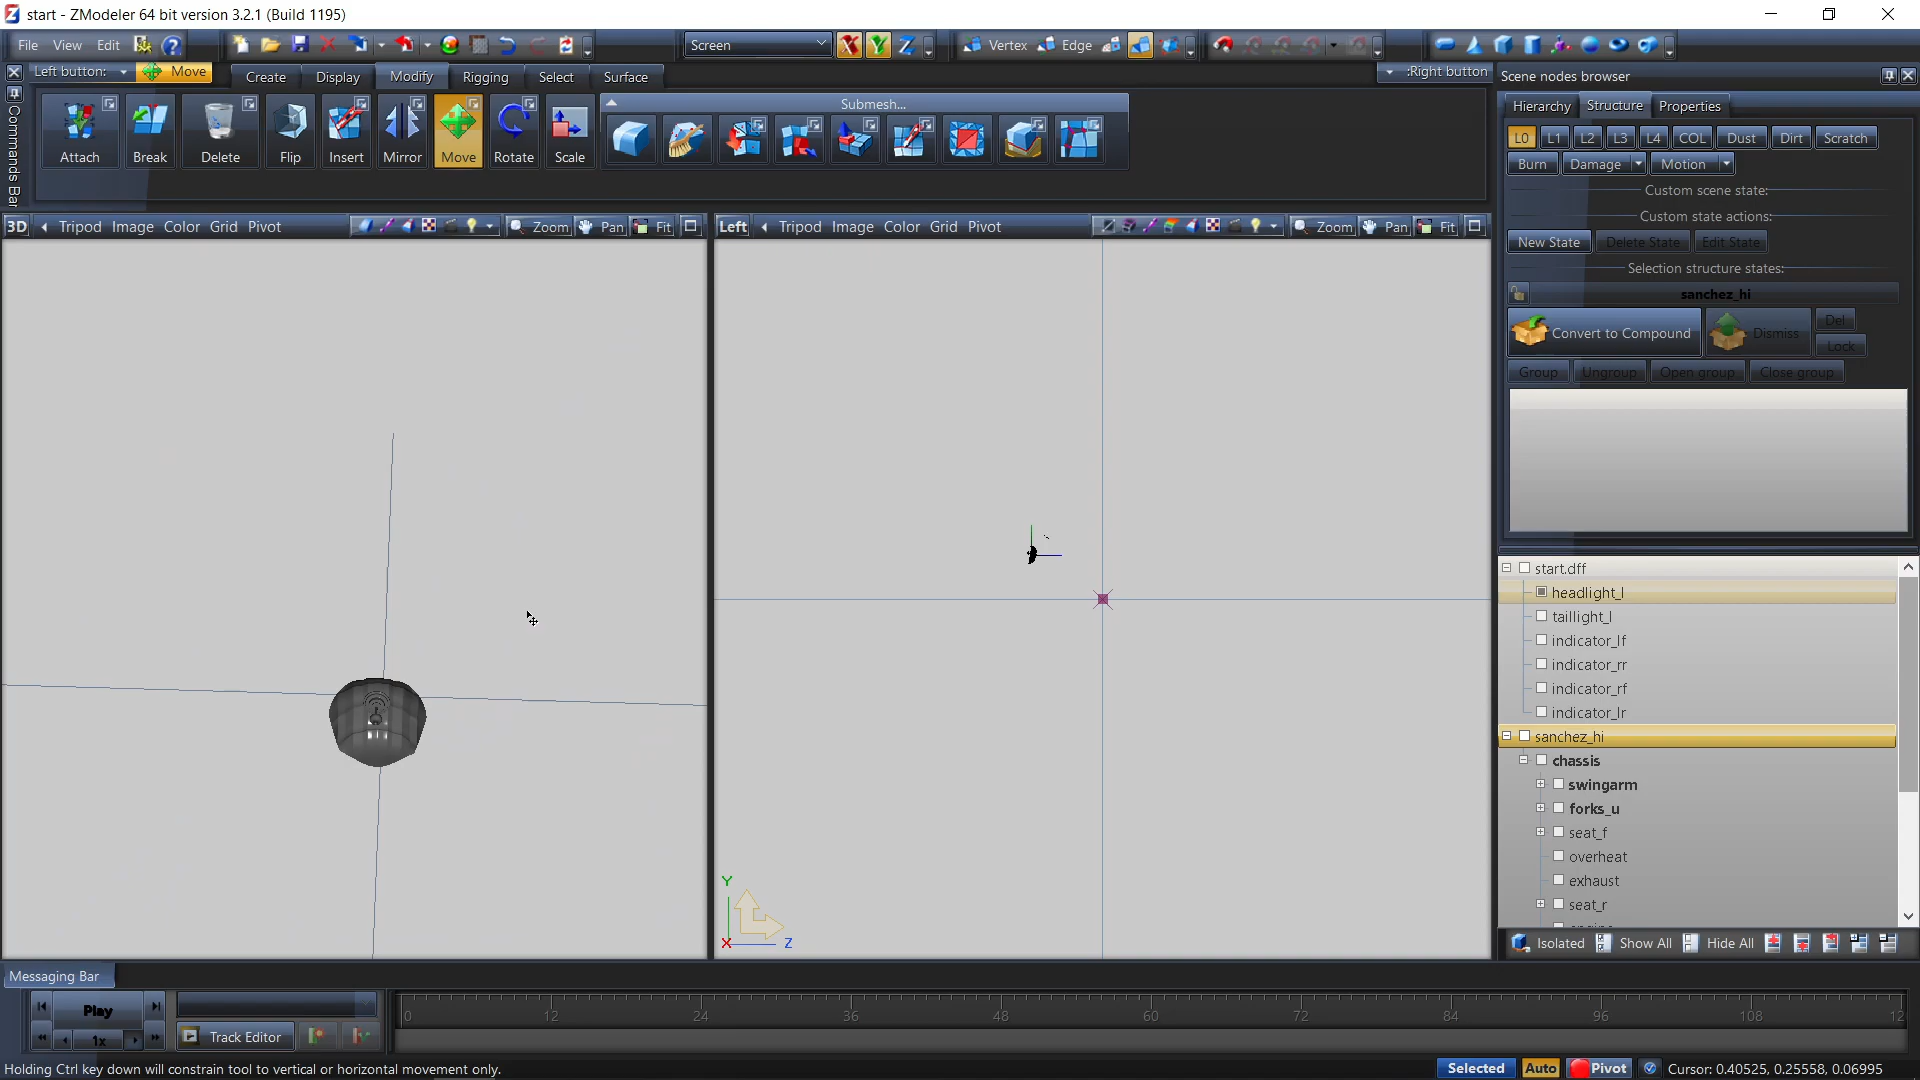 start - ZModeler 64 bit version 3.2.1 (Build 1195)
File View Edit
Screen
X Y Z
Vertex Edge
Left button: Move
Create Display Modify Rigging Select Surface
:Right button
Commands Bar
Attach Break Delete Flip Insert Mirror Move Rotate Scale
Submesh...
Scene nodes browser
Hierarchy Structure Properties
L0 L1 L2 L3 L4 COL Dust Dirt Scratch
Burn Damage Motion
Custom scene state:
Custom state actions:
New State Delete State Edit State
Selection structure states:
sanchez_hi
Convert to Compound Dismiss Del
Lock
Group Ungroup Open group Close group
3D Tripod Image Color Grid Pivot Zoom Pan Fit
Left Tripod Image Color Grid Pivot Zoom Pan Fit
Y
X Z
start.dff
headlight_l
taillight_l
indicator_lf
indicator_rr
indicator_rf
indicator_lr
sanchez_hi
chassis
swingarm
forks_u
seat_f
overheat
exhaust
seat_r
Isolated Show All Hide All
Messaging Bar
Play
1x
Track Editor
0 12 24 36 48 60 72 84 96 108 12
Holding Ctrl key down will constrain tool to vertical or horizontal movement only.
Selected Auto Pivot Cursor: 0.40525, 0.25558, 0.06995